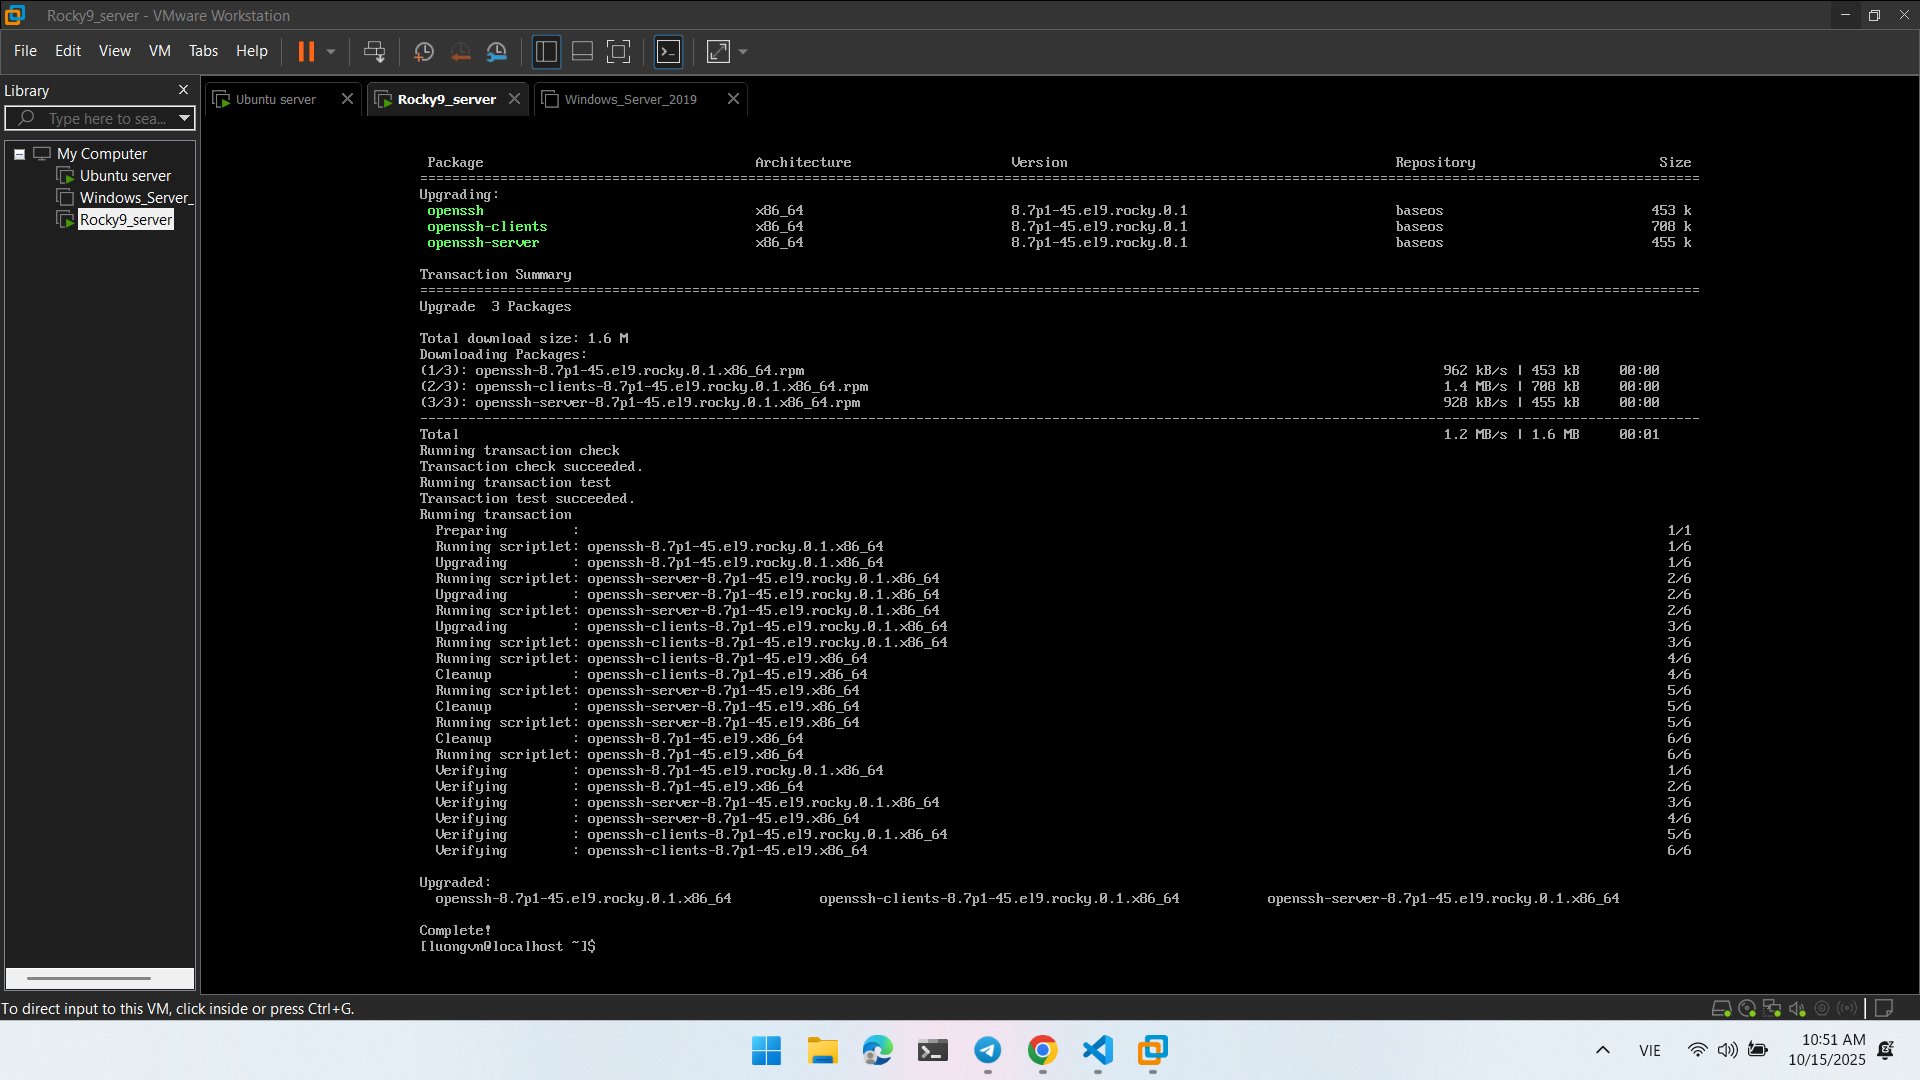 Rocky9_server - VMware Workstation
File Edit View VM Tabs Help
Library
Type here to sea...
My Computer
Ubuntu server
Windows_Server_
Rocky9_server
Ubuntu server
Rocky9_server
Windows_Server_2019
Package Architecture Version Repository Size
================================================================================
Upgrading:
openssh x86_64 8.7p1-45.el9.rocky.0.1 baseos 453 k
openssh-clients x86_64 8.7p1-45.el9.rocky.0.1 baseos 708 k
openssh-server x86_64 8.7p1-45.el9.rocky.0.1 baseos 455 k
Transaction Summary
================================================================================
Upgrade 3 Packages
Total download size: 1.6 M
Downloading Packages:
(1/3): openssh-8.7p1-45.el9.rocky.0.1.x86_64.rpm 962 kB/s | 453 kB 00:00
(2/3): openssh-clients-8.7p1-45.el9.rocky.0.1.x86_64.rpm 1.4 MB/s | 708 kB 00:00
(3/3): openssh-server-8.7p1-45.el9.rocky.0.1.x86_64.rpm 928 kB/s | 455 kB 00:00
--------------------------------------------------------------------------------
Total 1.2 MB/s | 1.6 MB 00:01
Running transaction check
Transaction check succeeded.
Running transaction test
Transaction test succeeded.
Running transaction
Preparing : 1/1
Running scriptlet: openssh-8.7p1-45.el9.rocky.0.1.x86_64 1/6
Upgrading : openssh-8.7p1-45.el9.rocky.0.1.x86_64 1/6
Running scriptlet: openssh-server-8.7p1-45.el9.rocky.0.1.x86_64 2/6
Upgrading : openssh-server-8.7p1-45.el9.rocky.0.1.x86_64 2/6
Running scriptlet: openssh-server-8.7p1-45.el9.rocky.0.1.x86_64 2/6
Upgrading : openssh-clients-8.7p1-45.el9.rocky.0.1.x86_64 3/6
Running scriptlet: openssh-clients-8.7p1-45.el9.rocky.0.1.x86_64 3/6
Running scriptlet: openssh-clients-8.7p1-45.el9.x86_64 4/6
Cleanup : openssh-clients-8.7p1-45.el9.x86_64 4/6
Running scriptlet: openssh-server-8.7p1-45.el9.x86_64 5/6
Cleanup : openssh-server-8.7p1-45.el9.x86_64 5/6
Running scriptlet: openssh-server-8.7p1-45.el9.x86_64 5/6
Cleanup : openssh-8.7p1-45.el9.x86_64 6/6
Running scriptlet: openssh-8.7p1-45.el9.x86_64 6/6
Verifying : openssh-8.7p1-45.el9.rocky.0.1.x86_64 1/6
Verifying : openssh-8.7p1-45.el9.x86_64 2/6
Verifying : openssh-server-8.7p1-45.el9.rocky.0.1.x86_64 3/6
Verifying : openssh-server-8.7p1-45.el9.x86_64 4/6
Verifying : openssh-clients-8.7p1-45.el9.rocky.0.1.x86_64 5/6
Verifying : openssh-clients-8.7p1-45.el9.x86_64 6/6
Upgraded:
openssh-8.7p1-45.el9.rocky.0.1.x86_64 openssh-clients-8.7p1-45.el9.rocky.0.1.x86_64 openssh-server-8.7p1-45.el9.rocky.0.1.x86_64
Complete!
[luongvn@localhost ~]$
To direct input to this VM, click inside or press Ctrl+G.
VIE
10:51 AM
10/15/2025